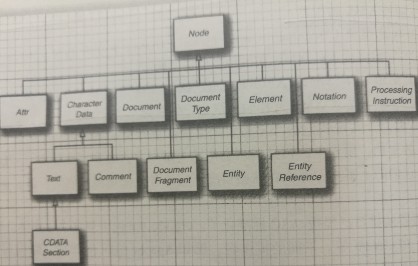 Node
Attr
Character
Data
Document
Document
Type
Element
Notation
Processing
Instruction
Text
Comment
Document
Fragment
Entity
Entity
Reference
CDATA
Section